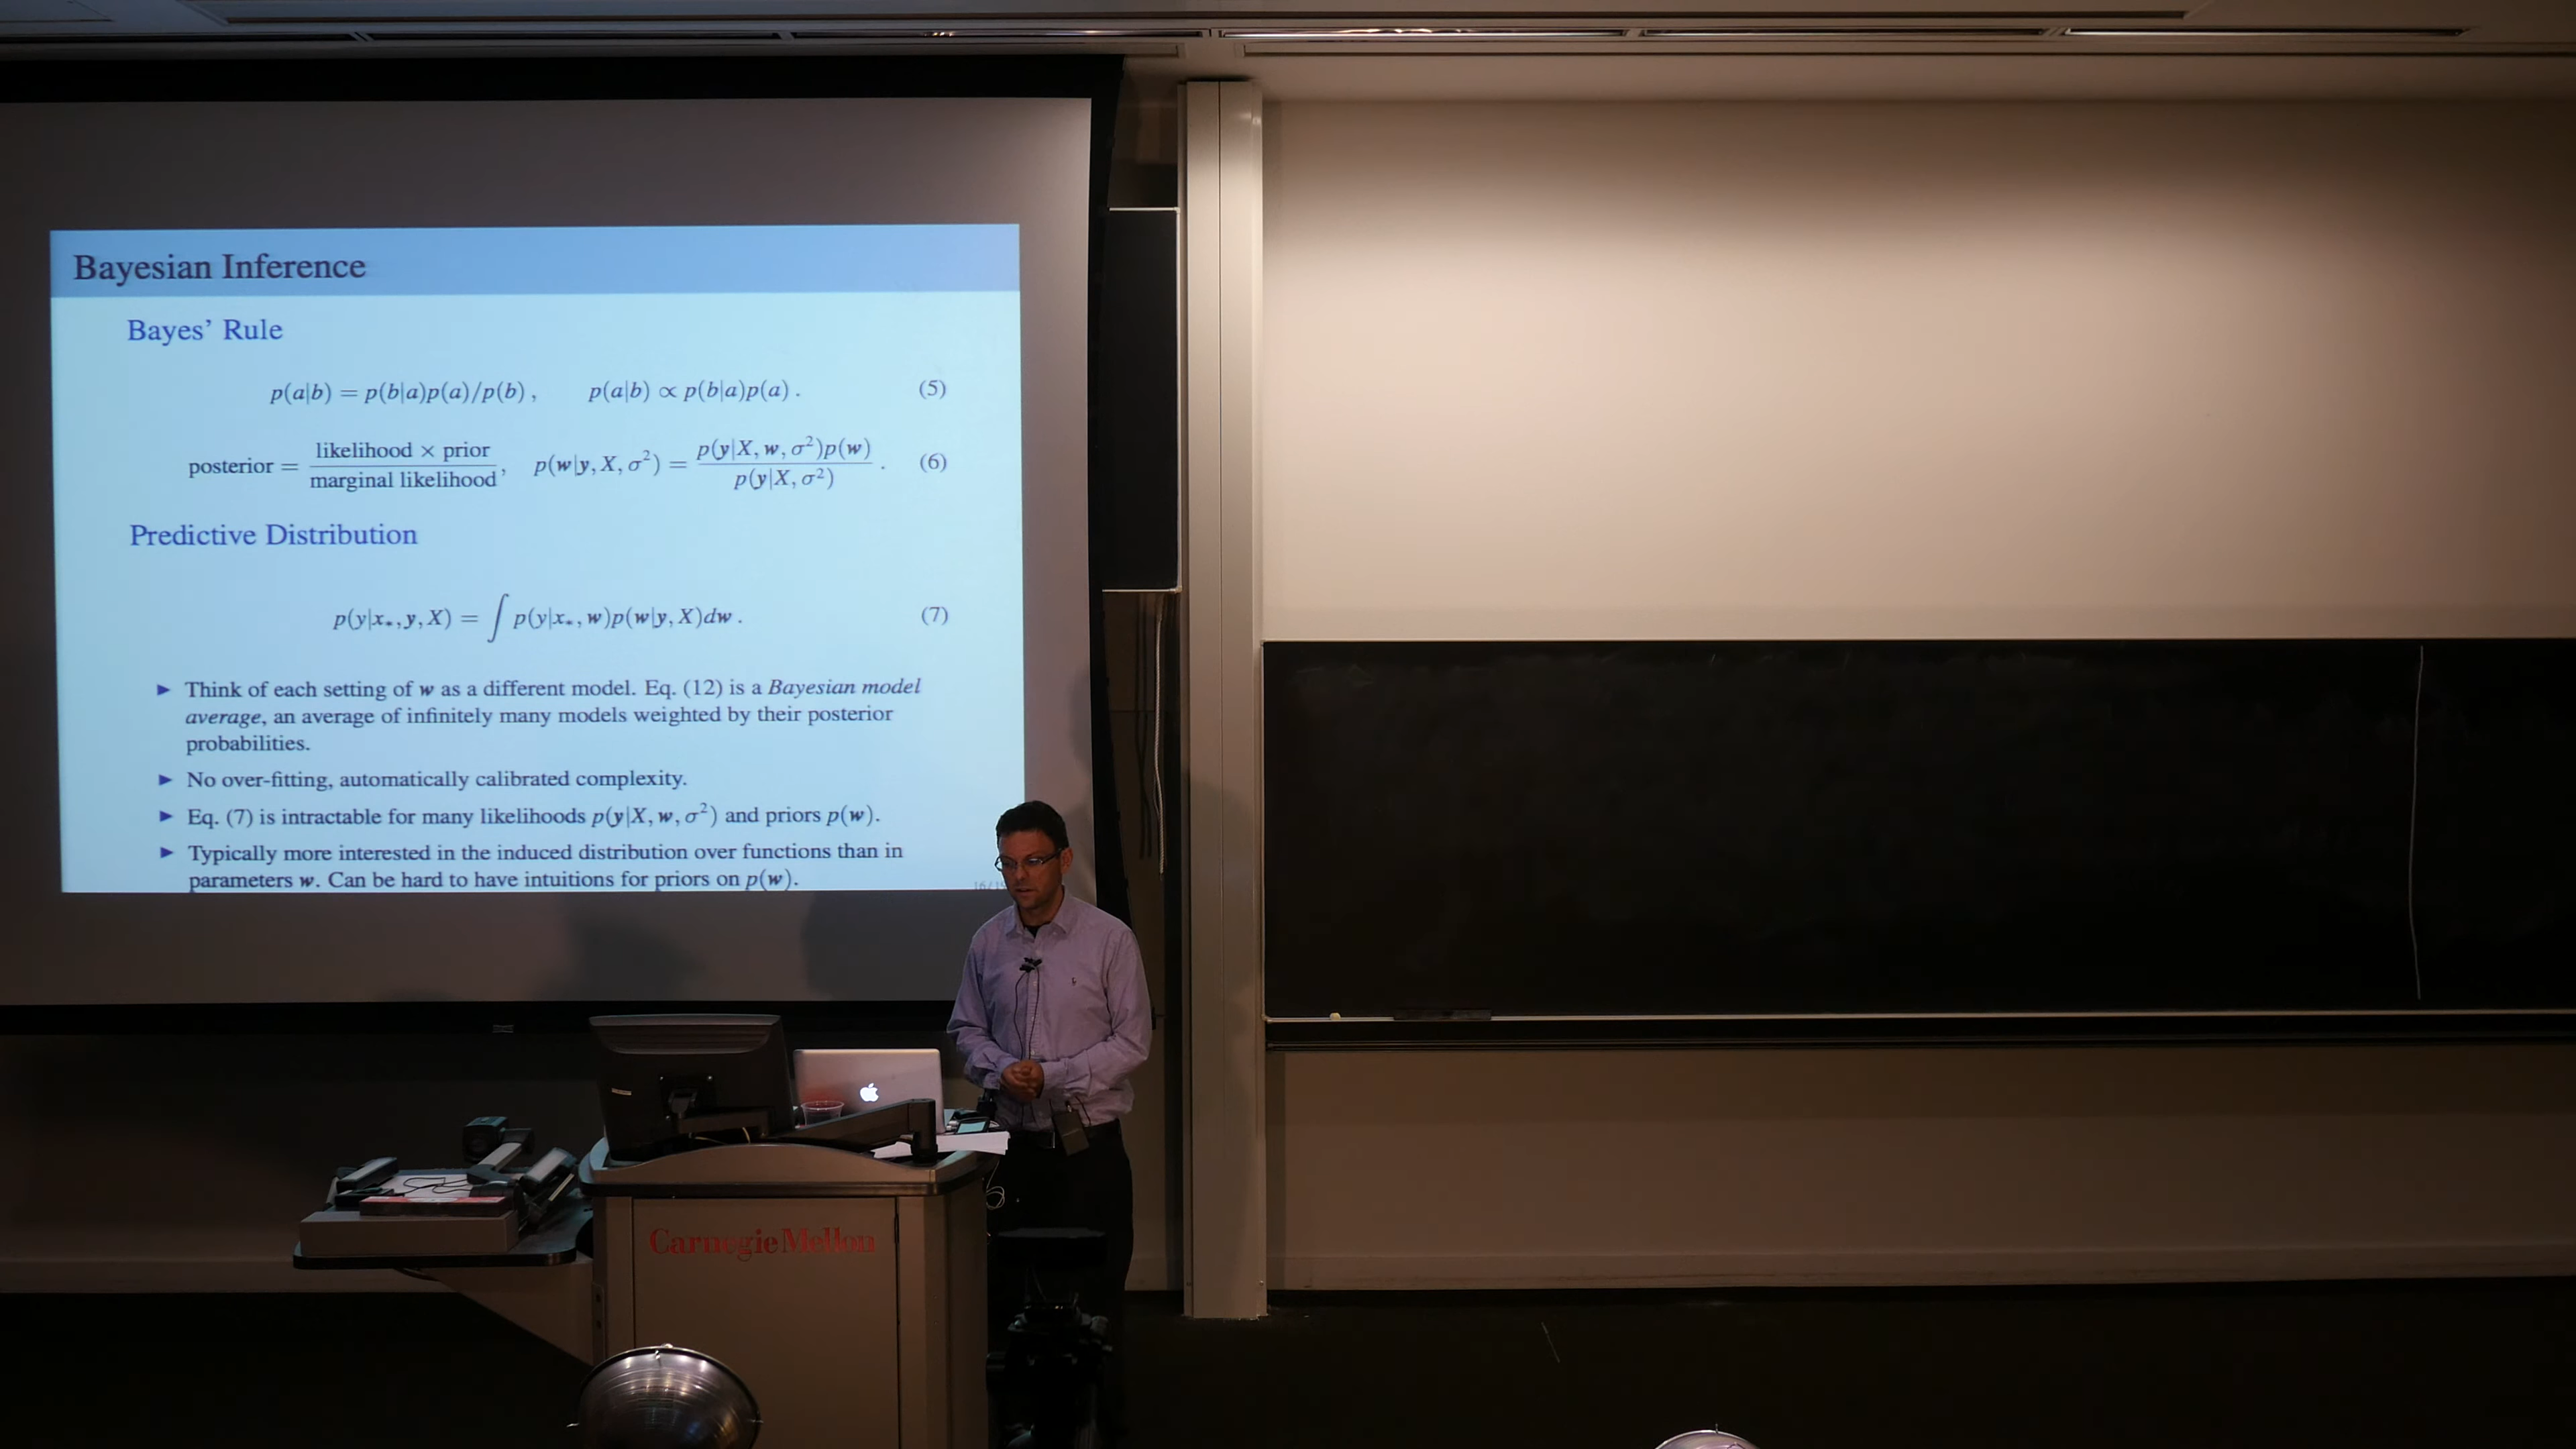 Bayesian Inference
Bayes' Rule
p(a|b) = p(b|a)p(a)/p(b) , p(a|b) ∝ p(b|a)p(a) . (5)
posterior = likelihood × prior / marginal likelihood , p(w|y, X, σ²) = p(y|X, w, σ²)p(w) / p(y|X, σ²) . (6)
Predictive Distribution
p(y|x*, y, X) = ∫ p(y|x*, w)p(w|y, X)dw . (7)
► Think of each setting of w as a different model. Eq. (12) is a Bayesian model
average, an average of infinitely many models weighted by their posterior
probabilities.
► No over-fitting, automatically calibrated complexity.
► Eq. (7) is intractable for many likelihoods p(y|X, w, σ²) and priors p(w).
► Typically more interested in the induced distribution over functions than in
parameters w. Can be hard to have intuitions for priors on p(w).
Carnegie Mellon